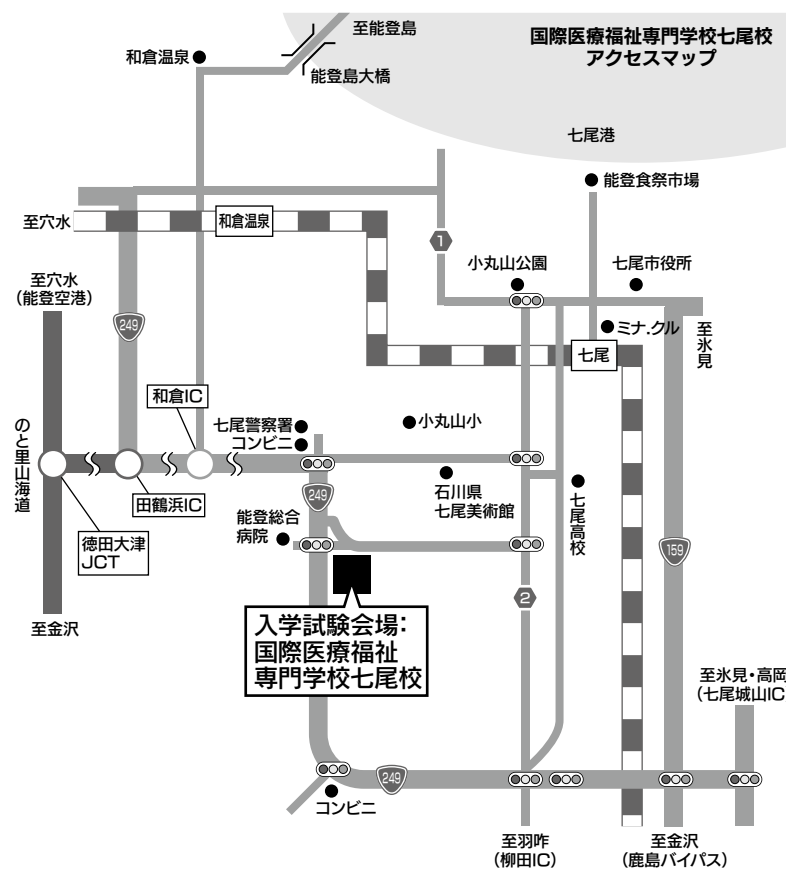 国際医療福祉専門学校七尾校
アクセスマップ
至能登島
和倉温泉
能登島大橋
七尾港
能登食祭市場
至穴水
和倉温泉
1
小丸山公園
七尾市役所
至穴水
（能登空港）
249
ミナ.クル
至氷見
七尾
和倉IC
七尾警察署
コンビニ
小丸山小
のと里山海道
田鶴浜IC
249
石川県
七尾美術館
七尾高校
能登総合
病院
徳田大津
JCT
159
2
至金沢
入学試験会場：
国際医療福祉
専門学校七尾校
至氷見・高岡
（七尾城山IC
249
コンビニ
至羽咋
（柳田IC）
至金沢
（鹿島バイパス）